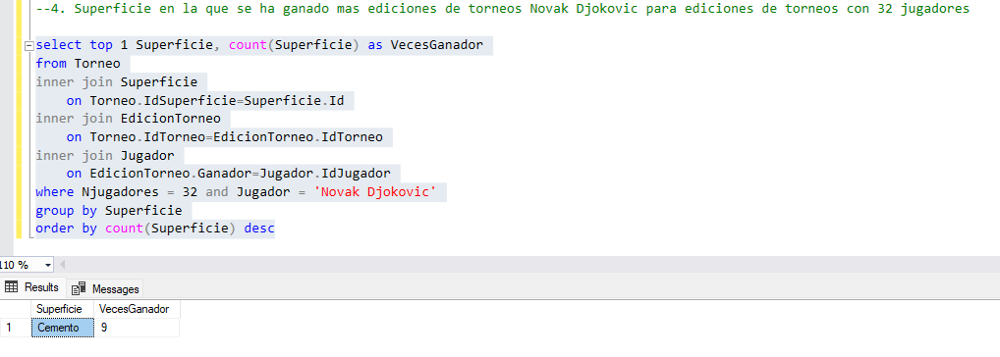 --4. Superficie en la que se ha ganado mas ediciones de torneos Novak Djokovic para ediciones de torneos con 32 jugadores
select top 1 Superficie, count(Superficie) as VecesGanador
from Torneo
inner join Superficie
on Torneo.IdSuperficie=Superficie.Id
inner join EdicionTorneo
on Torneo.IdTorneo=EdicionTorneo.IdTorneo
inner join Jugador
on EdicionTorneo.Ganador=Jugador.IdJugador
where Njugadores = 32 and Jugador = 'Novak Djokovic'
group by Superficie
order by count(Superficie) desc
110 %
Results Messages
Superficie VecesGanador
1 Cemento 9